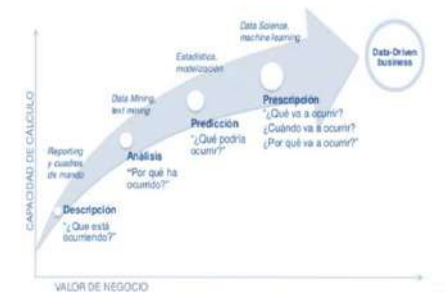 Data Science,
machine learning
Data-Driven
business
Estadística,
modelización
Data Mining,
text mining
Prescripción
"¿Qué va a ocurrir?
¿Cuándo va a ocurrir?
¿Por qué va a ocurrir?"
Predicción
"¿Qué podría
ocurrir?"
Reporting
y cuadros
de mando
Análisis
"Por qué ha
ocurrido?"
Descripción
"¿Que está
ocurriendo?"
CAPACIDAD DE CÁLCULO
VALOR DE NEGOCIO